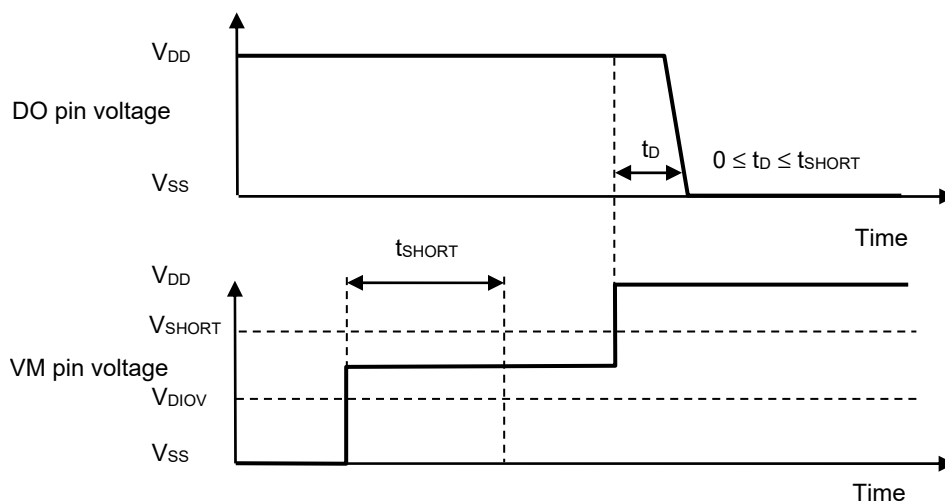 VDD
DO pin voltage
tD
0 ≤ tD ≤ tSHORT
VSS
Time
tSHORT
VDD
VSHORT
VM pin voltage
VDIOV
VSS
Time